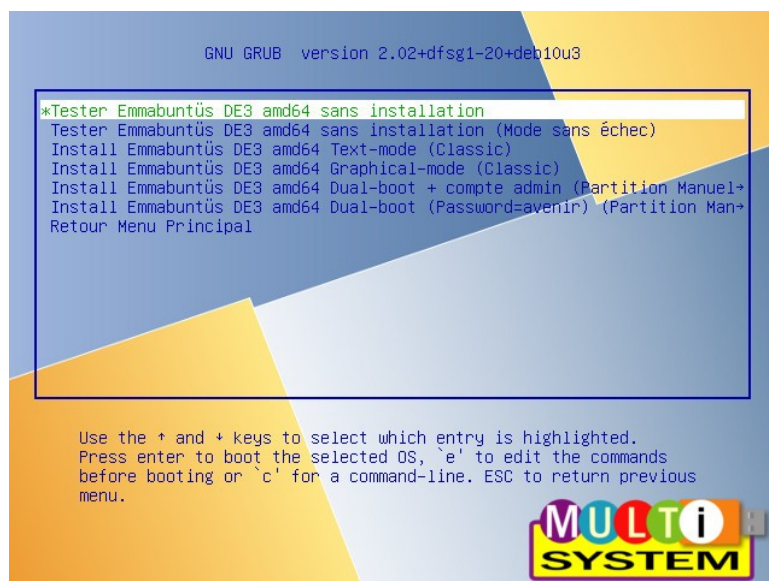 GNU GRUB  version 2.02+dfsg1-20+deb10u3
*Tester Emmabuntüs DE3 amd64 sans installation
Tester Emmabuntüs DE3 amd64 sans installation (Mode sans échec)
Install Emmabuntüs DE3 amd64 Text-mode (Classic)
Install Emmabuntüs DE3 amd64 Graphical-mode (Classic)
Install Emmabuntüs DE3 amd64 Dual-boot + compte admin (Partition Manuel→
Install Emmabuntüs DE3 amd64 Dual-boot (Password=avenir) (Partition Man→
Retour Menu Principal
Use the ↑ and ↓ keys to select which entry is highlighted.
Press enter to boot the selected OS, `e' to edit the commands
before booting or `c' for a command-line. ESC to return previous
menu.
MULTi
SYSTEM